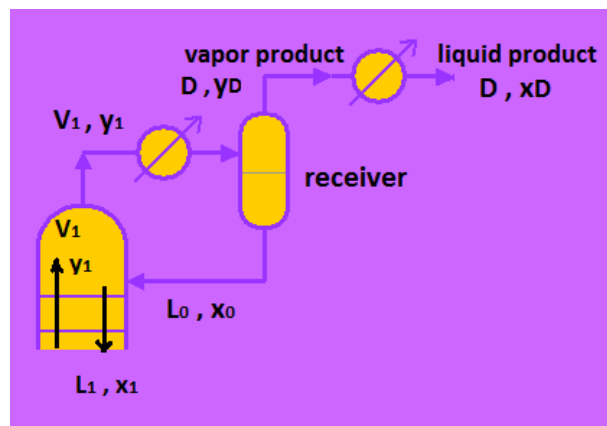 vapor product
D , yD
liquid product
D , xD
V1 , y1
receiver
V1
y1
L0 , x0
L1 , x1